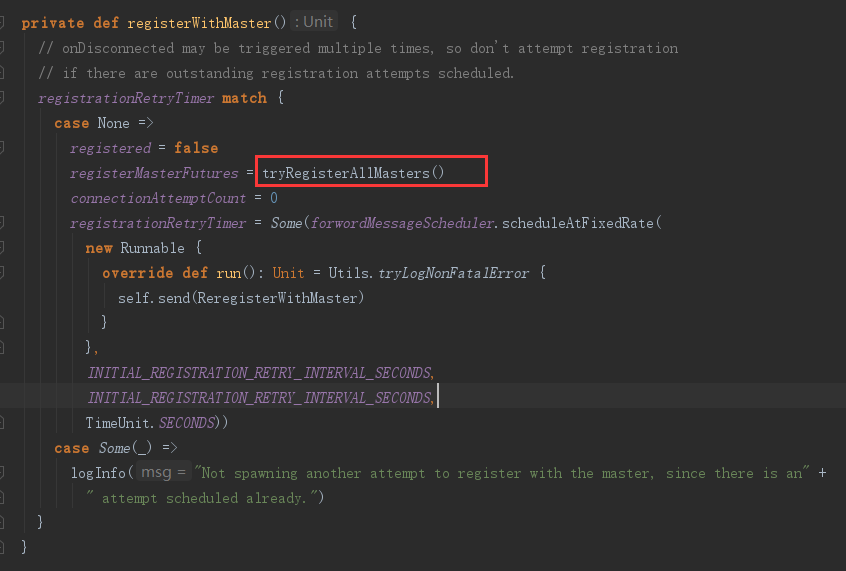 private def registerWithMaster() : Unit {
// onDisconnected may be triggered multiple times, so don't attempt registration
// if there are outstanding registration attempts scheduled.
registrationRetryTimer match {
case None =>
registered = false
registerMasterFutures = tryRegisterAllMasters()
connectionAttemptCount = 0
registrationRetryTimer = Some(forwordMessageScheduler.scheduleAtFixedRate(
new Runnable {
override def run(): Unit = Utils.tryLogNonFatalError {
self.send(ReregisterWithMaster)
}
},
INITIAL_REGISTRATION_RETRY_INTERVAL_SECONDS,
INITIAL_REGISTRATION_RETRY_INTERVAL_SECONDS,
TimeUnit.SECONDS))
case Some(_) =>
logInfo( msg = "Not spawning another attempt to register with the master, since there is an" +
" attempt scheduled already.")
}
}